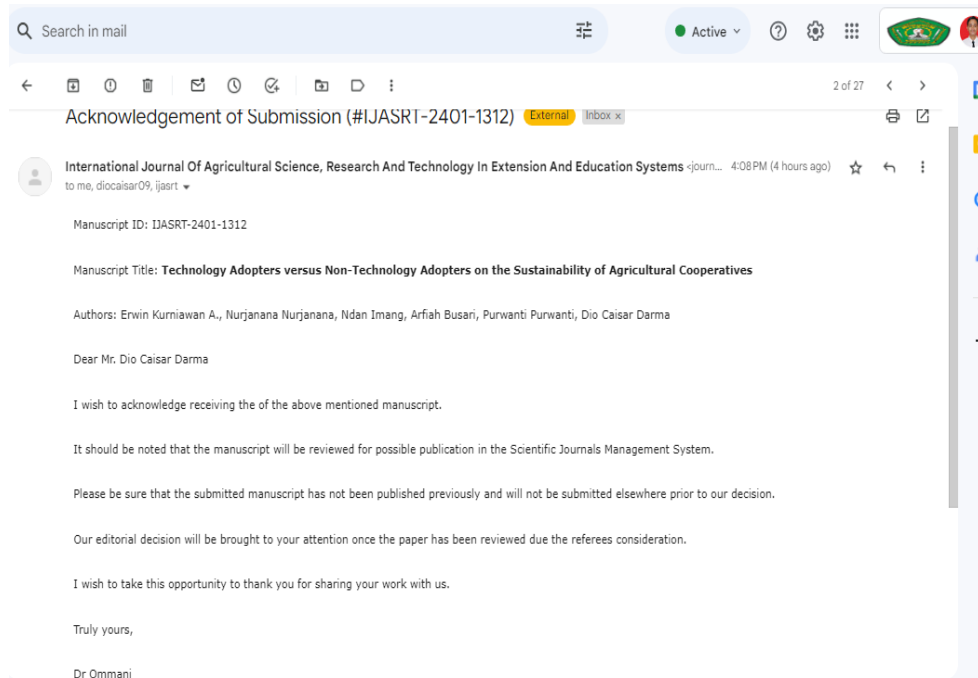 Search in mail
Active
2 of 27
Acknowledgement of Submission (#IJASRT-2401-1312) External Inbox x
International Journal Of Agricultural Science, Research And Technology In Extension And Education Systems <journ... 4:08 PM (4 hours ago)
to me, diocaisar09, ijasrt
Manuscript ID: IJASRT-2401-1312
Manuscript Title: Technology Adopters versus Non-Technology Adopters on the Sustainability of Agricultural Cooperatives
Authors: Erwin Kurniawan A., Nurjanana Nurjanana, Ndan Imang, Arfiah Busari, Purwanti Purwanti, Dio Caisar Darma
Dear Mr. Dio Caisar Darma
I wish to acknowledge receiving the of the above mentioned manuscript.
It should be noted that the manuscript will be reviewed for possible publication in the Scientific Journals Management System.
Please be sure that the submitted manuscript has not been published previously and will not be submitted elsewhere prior to our decision.
Our editorial decision will be brought to your attention once the paper has been reviewed due the referees consideration.
I wish to take this opportunity to thank you for sharing your work with us.
Truly yours,
Dr Ommani